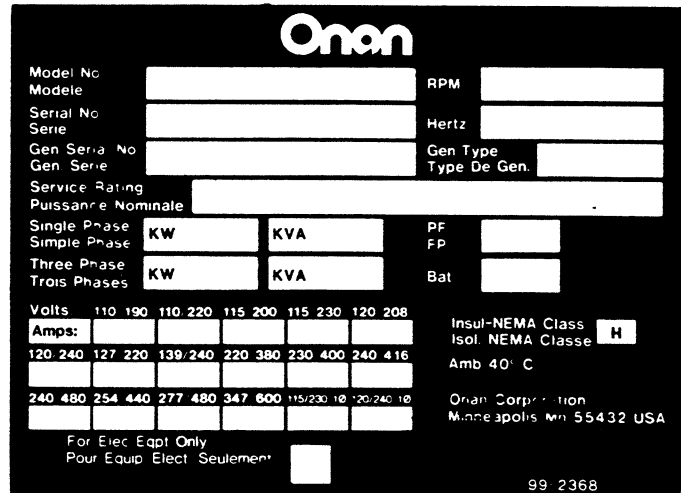 Onan
Model No
Modele
RPM
Serial No
Serie
Hertz
Gen Serial No
Gen. Serie
Gen Type
Type De Gen.
Service Rating
Puissance Nominale
Single Phase
Simple Phase
KW
KVA
PF
FP
Three Phase
Trois Phases
KW
KVA
Bat
Volts 110 190 110/220 115 200 115 230 120 208
Amps:
120/240 127 220 139/240 220 380 230 400 240 416
240 480 254 440 277 480 347 600 115/230 1Ø 120/240 1Ø
Insul-NEMA Class
Isol. NEMA Classe
H
Amb 40° C
Onan Corporation
Minneapolis Mn 55432 USA
For Elec Eqpt Only
Pour Equip Elect. Seulement
99-2368